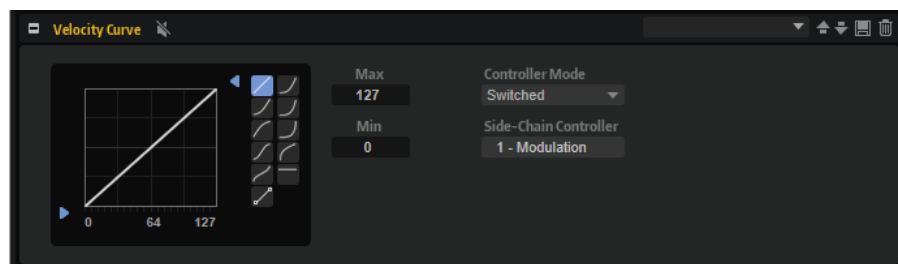 Velocity Curve
Max
127
Controller Mode
Switched
Min
0
Side-Chain Controller
1 - Modulation
0 64 127